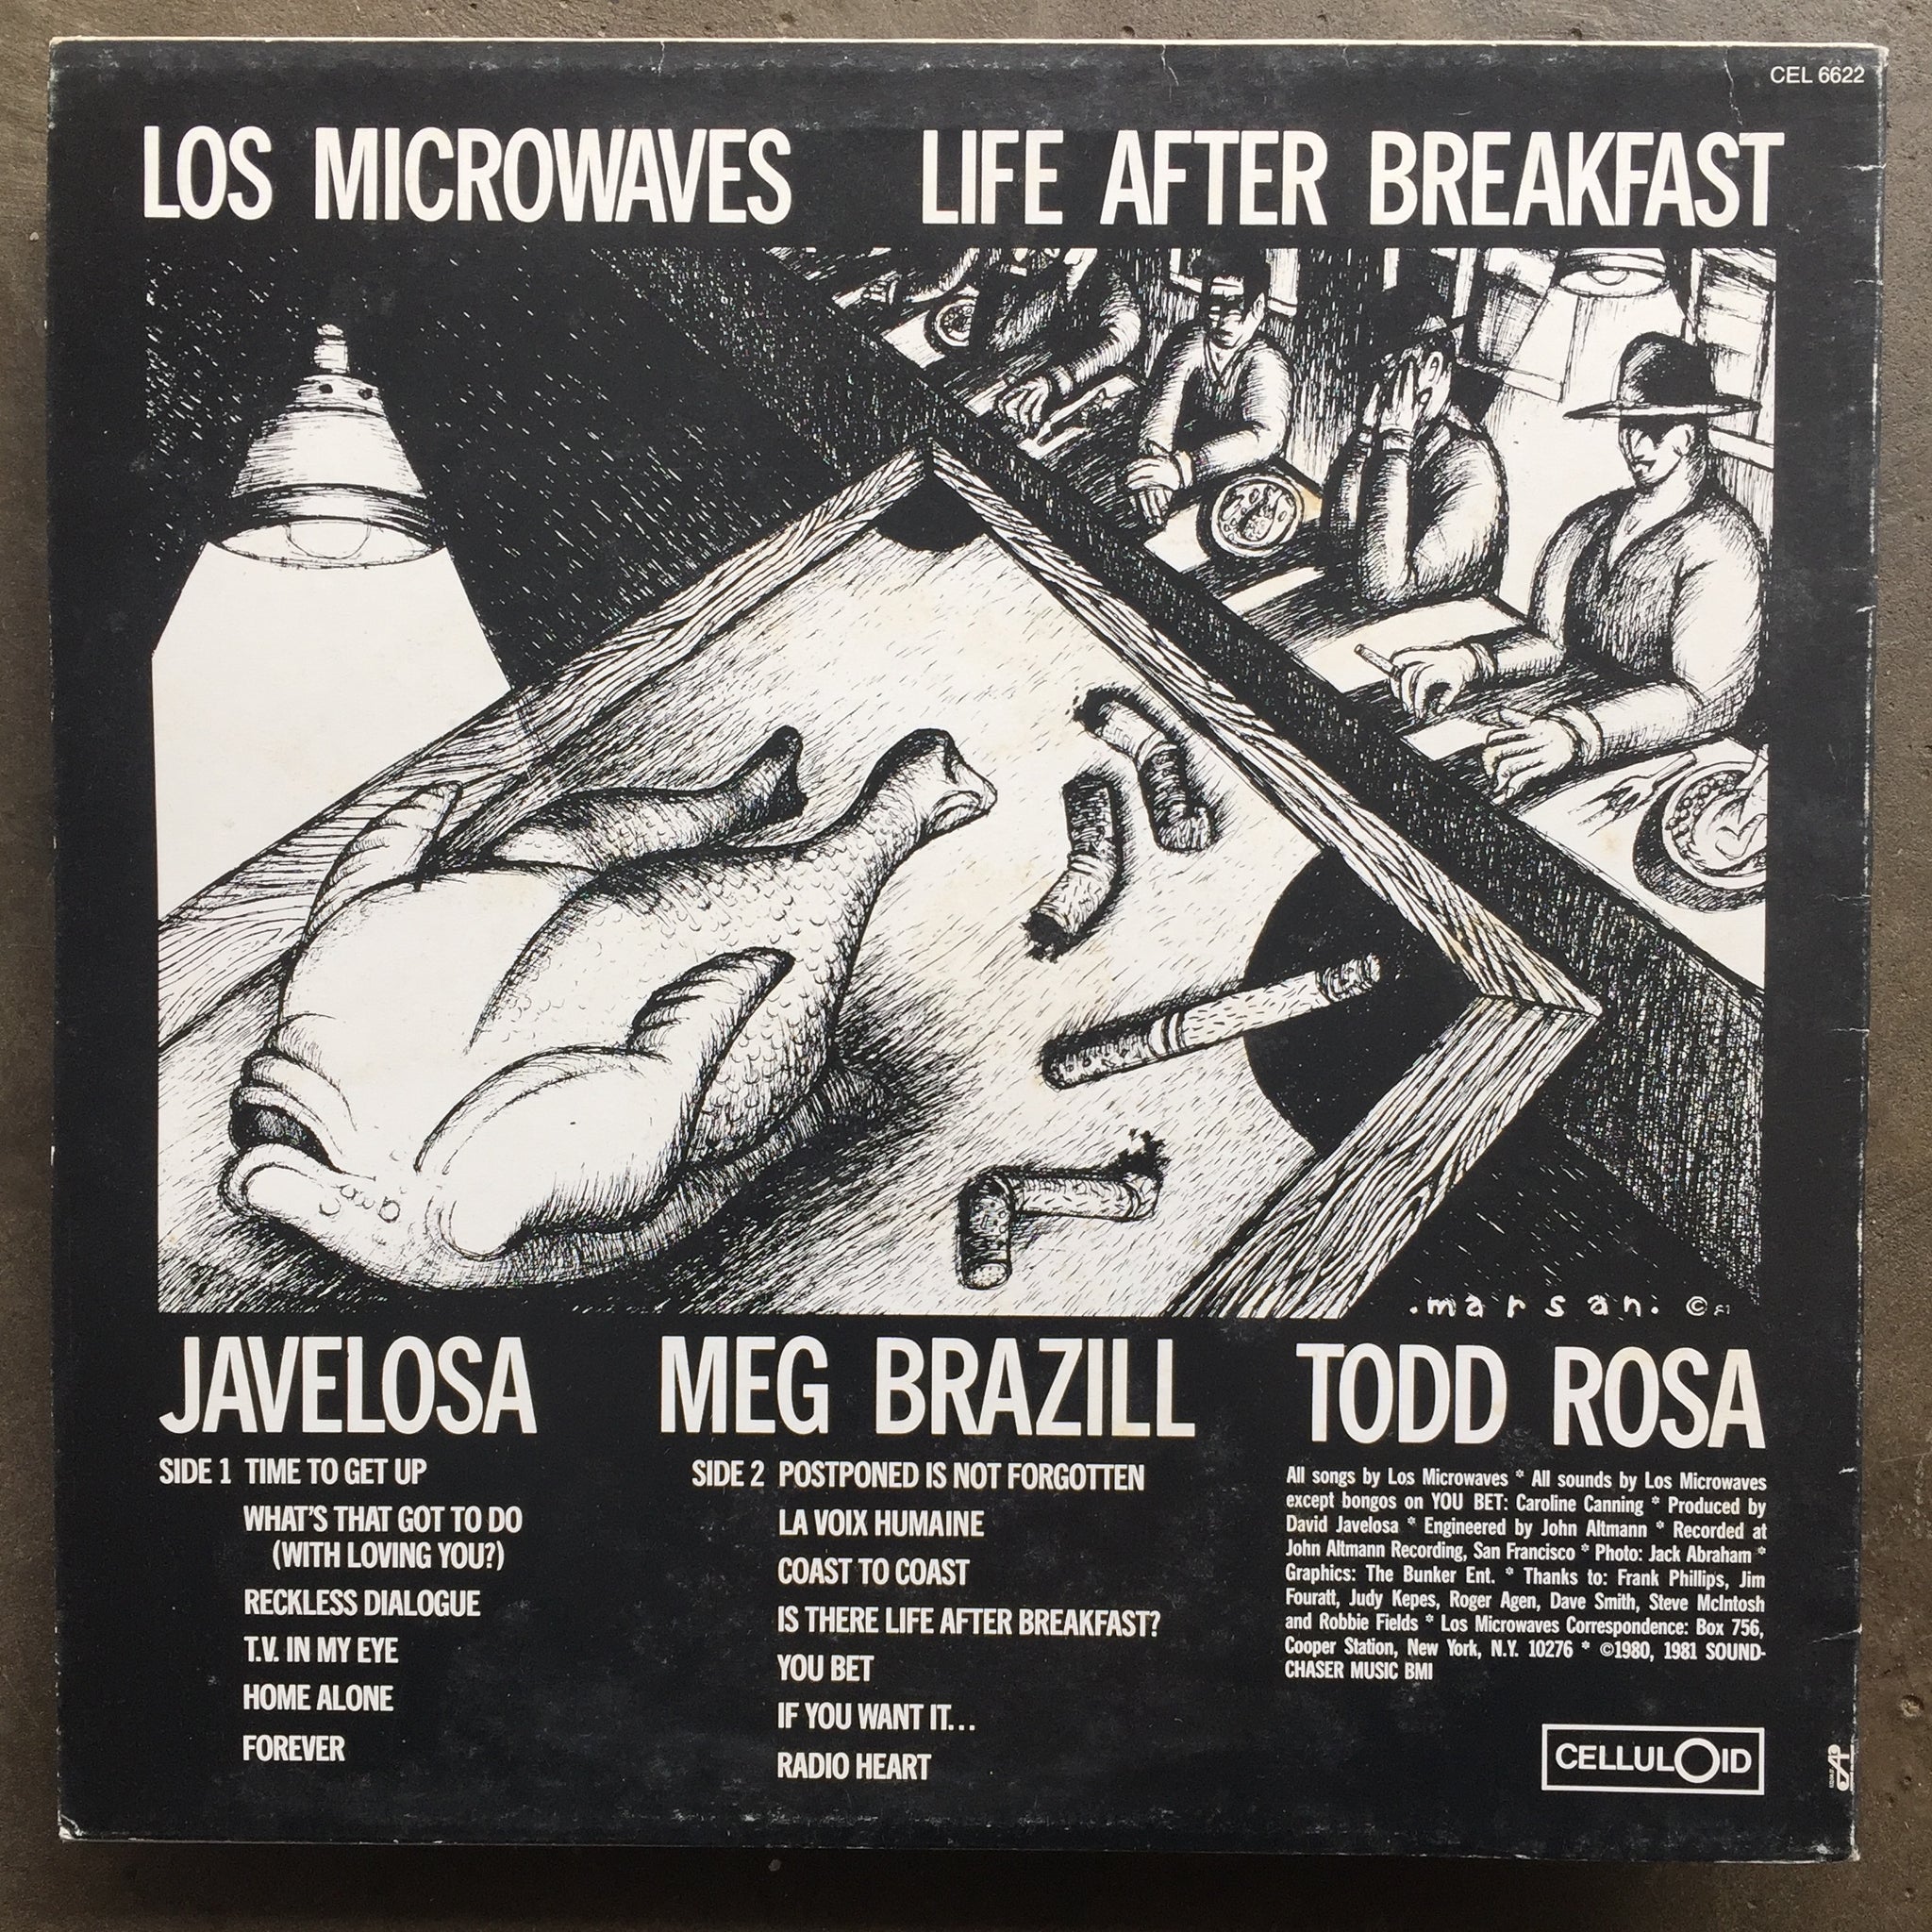 CEL 6622
LOS MICROWAVES LIFE AFTER BREAKFAST
.marsan. © 81
JAVELOSA MEG BRAZILL TODD ROSA
SIDE 1 TIME TO GET UP
WHAT'S THAT GOT TO DO
(WITH LOVING YOU?)
RECKLESS DIALOGUE
T.V. IN MY EYE
HOME ALONE
FOREVER
SIDE 2 POSTPONED IS NOT FORGOTTEN
LA VOIX HUMAINE
COAST TO COAST
IS THERE LIFE AFTER BREAKFAST?
YOU BET
IF YOU WANT IT...
RADIO HEART
All songs by Los Microwaves * All sounds by Los Microwaves
except bongos on YOU BET: Caroline Canning * Produced by
David Javelosa * Engineered by John Altmann * Recorded at
John Altmann Recording, San Francisco * Photo: Jack Abraham *
Graphics: The Bunker Ent. * Thanks to: Frank Phillips, Jim
Fouratt, Judy Kepes, Roger Agen, Dave Smith, Steve McIntosh
and Robbie Fields * Los Microwaves Correspondence: Box 756,
Cooper Station, New York, N.Y. 10276 * ©1980, 1981 SOUND-
CHASER MUSIC BMI
CELLULOID